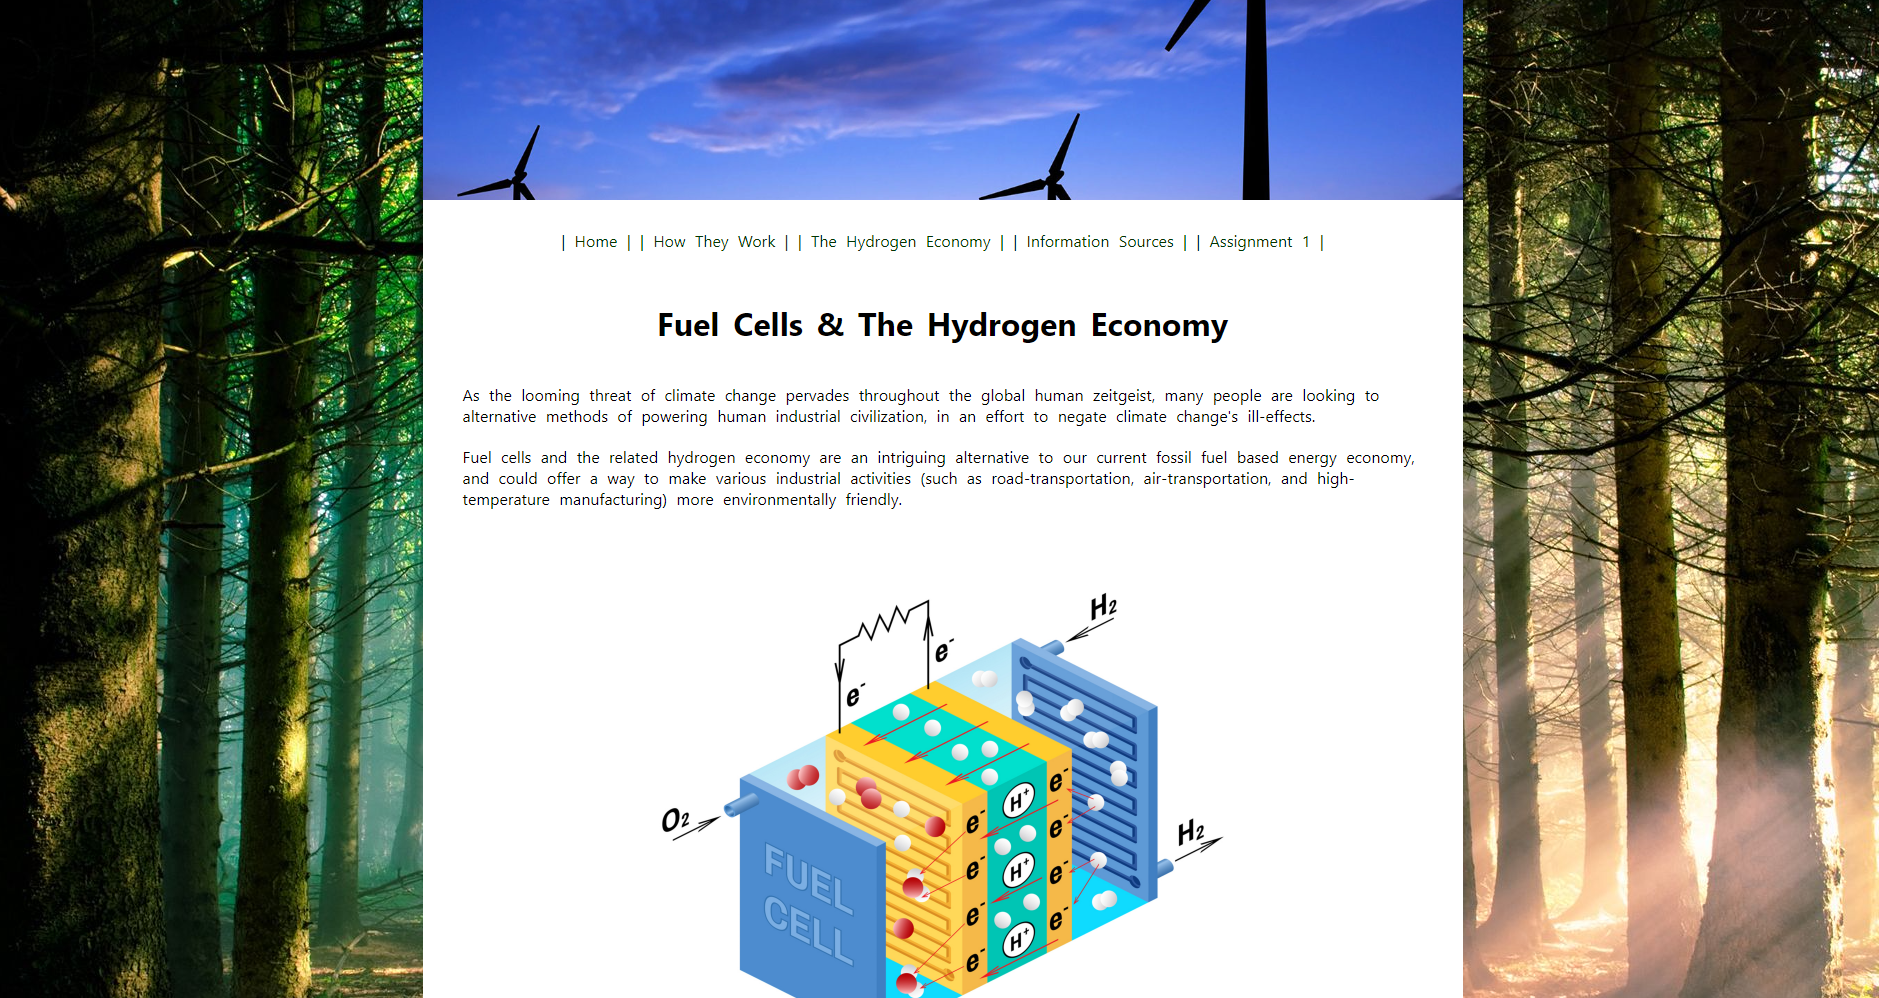 | Home | | How They Work | | The Hydrogen Economy | | Information Sources | | Assignment 1 |
Fuel Cells & The Hydrogen Economy
As the looming threat of climate change pervades throughout the global human zeitgeist, many people are looking to
alternative methods of powering human industrial civilization, in an effort to negate climate change's ill-effects.
Fuel cells and the related hydrogen economy are an intriguing alternative to our current fossil fuel based energy economy,
and could offer a way to make various industrial activities (such as road-transportation, air-transportation, and high-
temperature manufacturing) more environmentally friendly.
H2
e-
e-
O2
H2
e-
e-
e-
e-
e-
e-
e-
e-
H+
H+
H+
FUEL
CELL